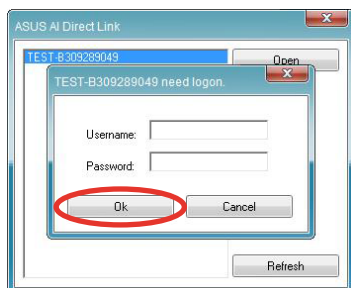 ASUS AI Direct Link
TEST-B309289049
Open
TEST-B309289049 need logon.
Username:
Password:
Ok
Cancel
Refresh